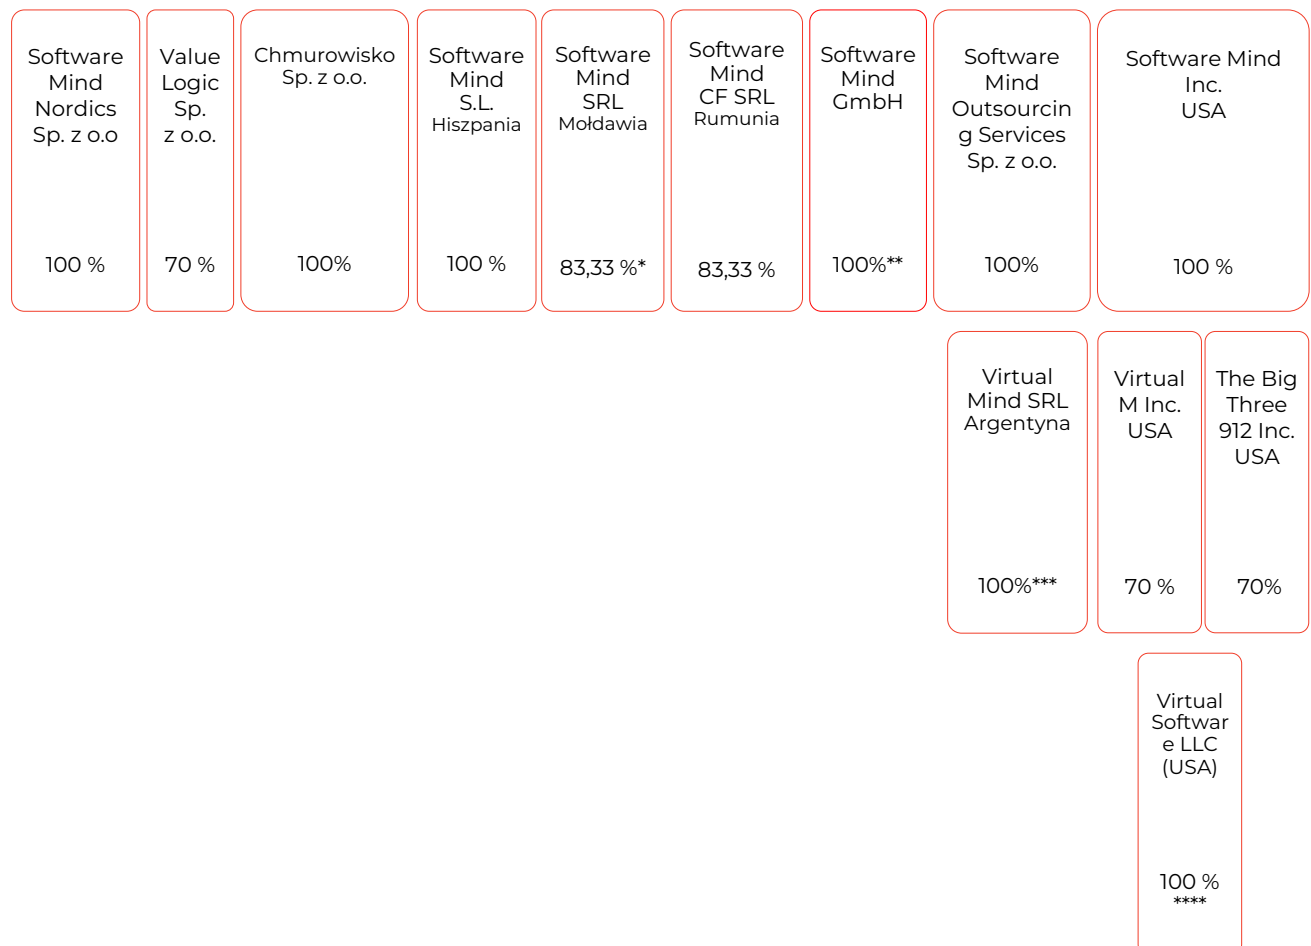 Software
Mind
Nordics
Sp. z o.o
100 %
Value
Logic
Sp.
z o.o.
70 %
Chmurowisko
Sp. z o.o.
100%
Software
Mind
S.L.
Hiszpania
100 %
Software
Mind
SRL
Mołdawia
83,33 %*
Software
Mind
CF SRL
Rumunia
83,33 %
Software
Mind
GmbH
100%**
Software
Mind
Outsourcin
g Services
Sp. z o.o.
100%
Software Mind
Inc.
USA
100 %
Virtual
Mind SRL
Argentyna
100%***
Virtual
M Inc.
USA
70 %
The Big
Three
912 Inc.
USA
70%
Virtual
Softwar
e LLC
(USA)
100 %
****